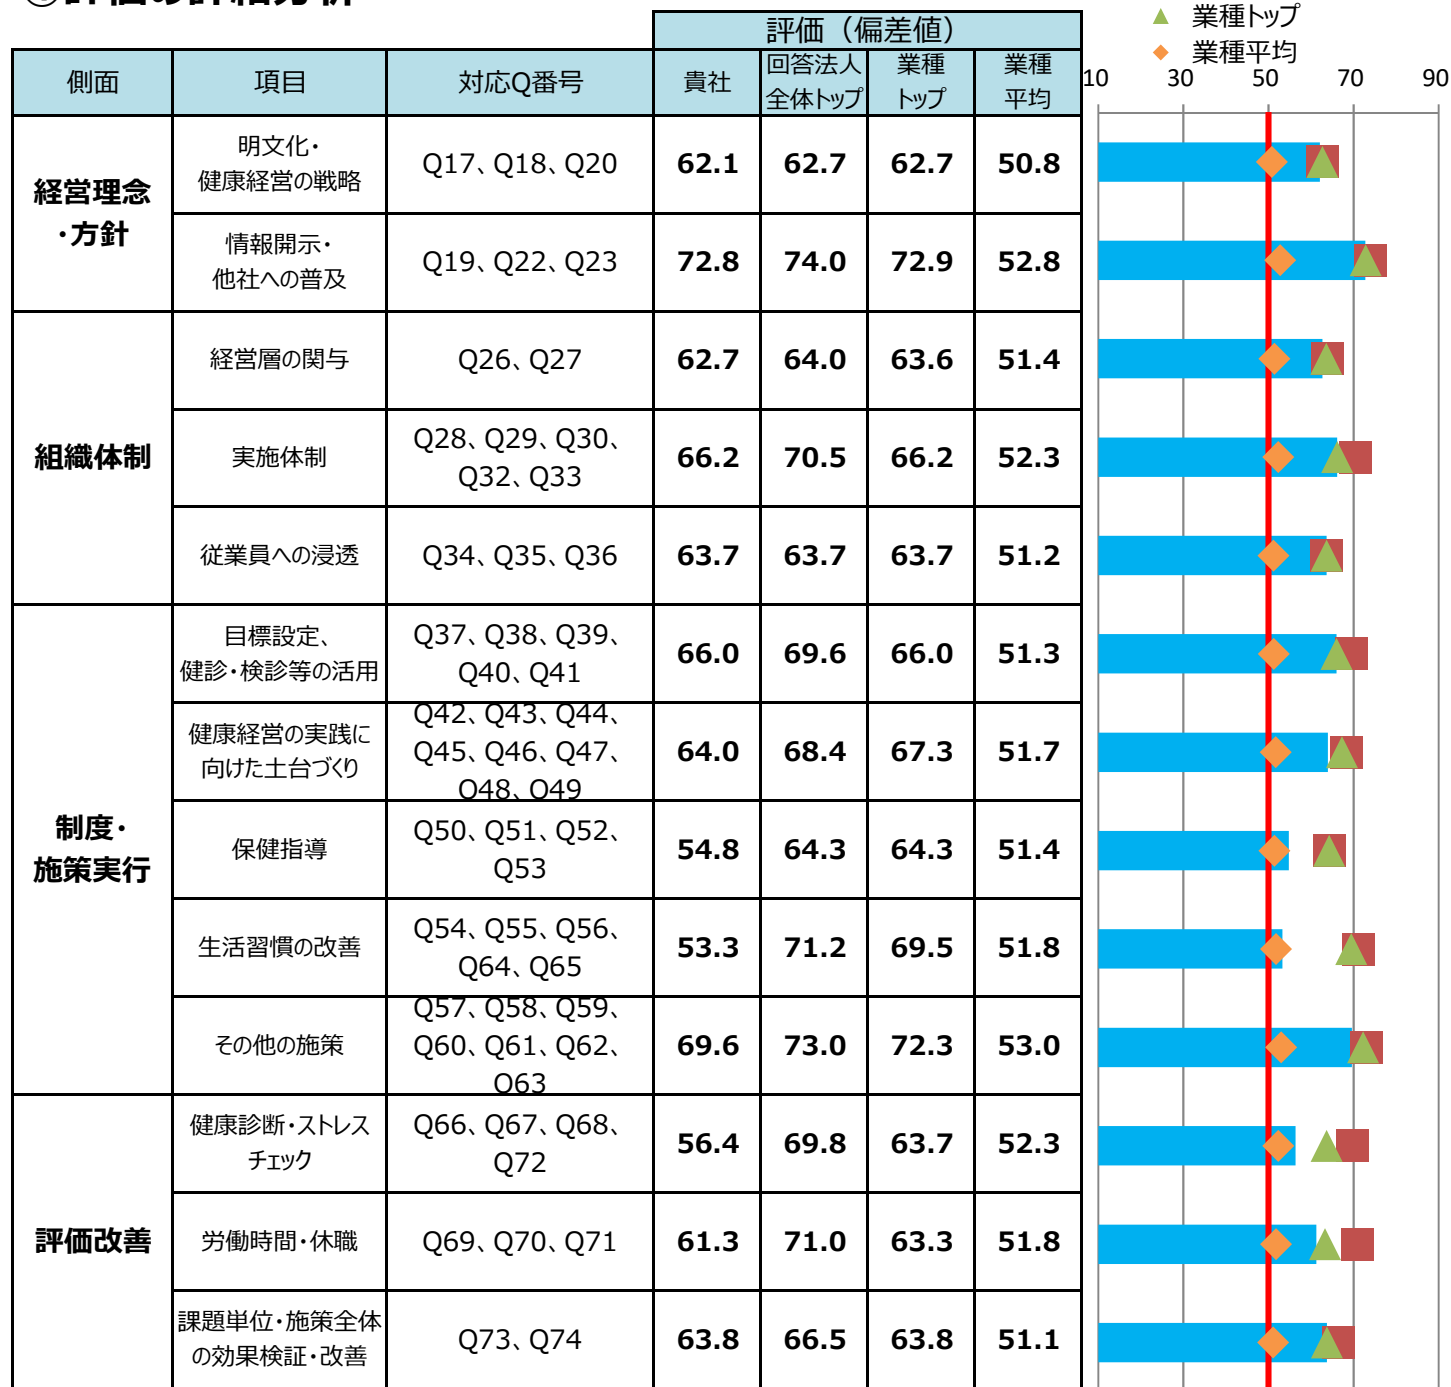 業種トップ
業種平均
評価（偏差値）
側面 項目 対応Q番号 貴社 回答法人 全体トップ 業種 トップ 業種 平均
10 30 50 70 90
経営理念
・方針
明文化・
健康経営の戦略
Q17、Q18、Q20
62.1 62.7 62.7 50.8
情報開示・
他社への普及
Q19、Q22、Q23
72.8 74.0 72.9 52.8
組織体制
経営層の関与
Q26、Q27
62.7 64.0 63.6 51.4
実施体制
Q28、Q29、Q30、
Q32、Q33
66.2 70.5 66.2 52.3
従業員への浸透
Q34、Q35、Q36
63.7 63.7 63.7 51.2
制度・
施策実行
目標設定、
健診・検診等の活用
Q37、Q38、Q39、
Q40、Q41
66.0 69.6 66.0 51.3
健康経営の実践に
向けた土台づくり
Q42、Q43、Q44、
Q45、Q46、Q47、
Q48、Q49
64.0 68.4 67.3 51.7
保健指導
Q50、Q51、Q52、
Q53
54.8 64.3 64.3 51.4
生活習慣の改善
Q54、Q55、Q56、
Q64、Q65
53.3 71.2 69.5 51.8
その他の施策
Q57、Q58、Q59、
Q60、Q61、Q62、
Q63
69.6 73.0 72.3 53.0
評価改善
健康診断・ストレス
チェック
Q66、Q67、Q68、
Q72
56.4 69.8 63.7 52.3
労働時間・休職
Q69、Q70、Q71
61.3 71.0 63.3 51.8
課題単位・施策全体
の効果検証・改善
Q73、Q74
63.8 66.5 63.8 51.1